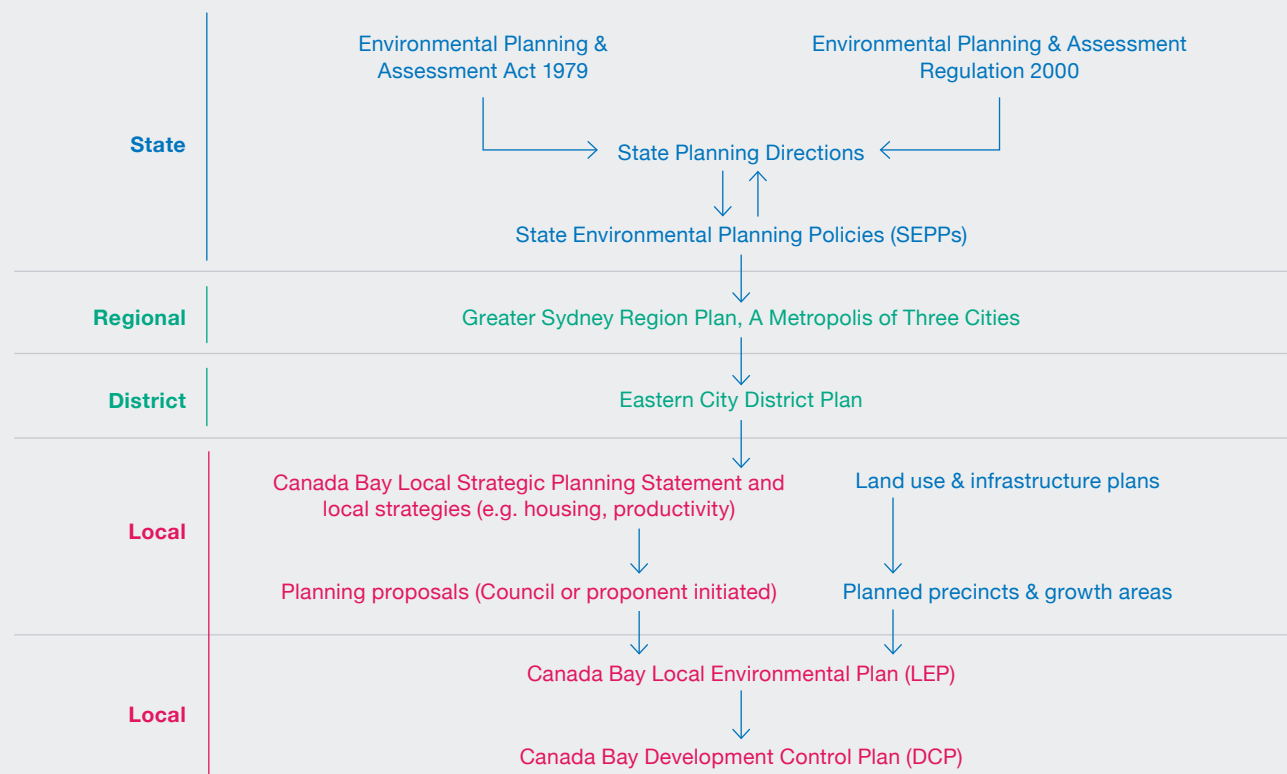 Environmental Planning &
Assessment Act 1979
Environmental Planning & Assessment
Regulation 2000
State
State Planning Directions
State Environmental Planning Policies (SEPPs)
Regional
Greater Sydney Region Plan, A Metropolis of Three Cities
District
Eastern City District Plan
Local
Canada Bay Local Strategic Planning Statement and
local strategies (e.g. housing, productivity)
Land use & infrastructure plans
Planning proposals (Council or proponent initiated)
Planned precincts & growth areas
Local
Canada Bay Local Environmental Plan (LEP)
Canada Bay Development Control Plan (DCP)